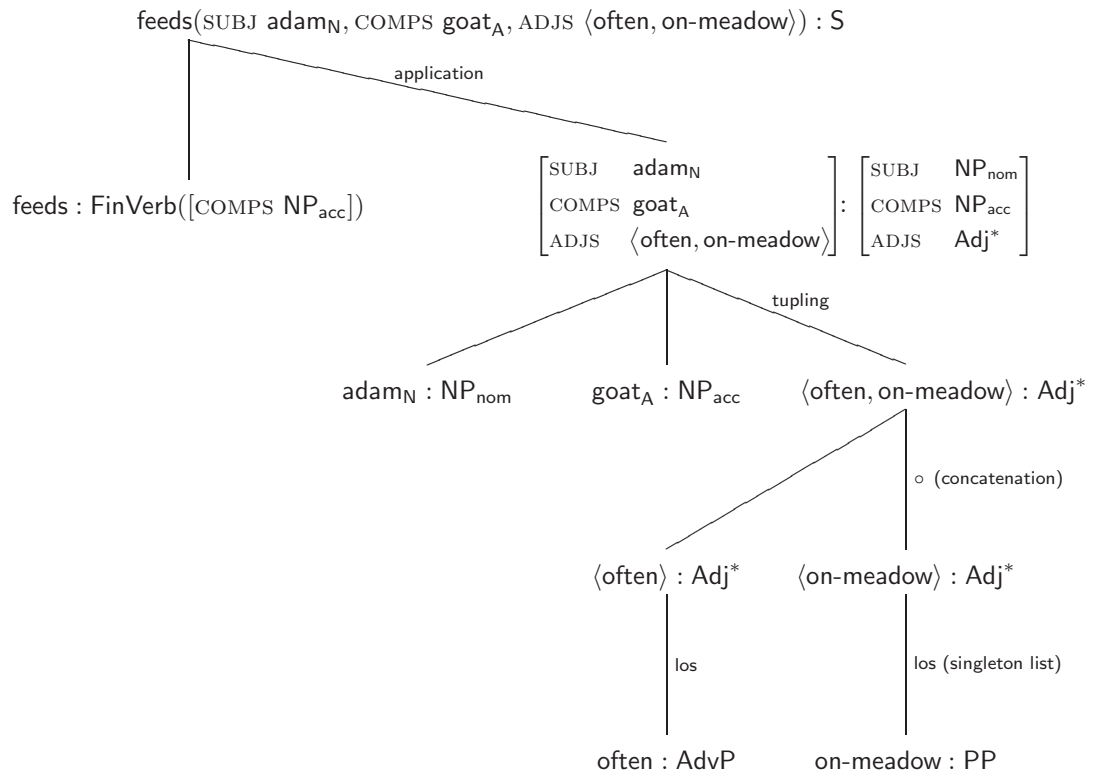 feeds(SUBJ adam_N, COMPS goat_A, ADJS ⟨often, on-meadow⟩) : S
application
feeds : FinVerb([COMPS NP_acc])
[SUBJ adam_N] : [SUBJ NP_nom]
[COMPS goat_A] [COMPS NP_acc]
[ADJS ⟨often, on-meadow⟩] [ADJS Adj*]
tupling
adam_N : NP_nom goat_A : NP_acc ⟨often, on-meadow⟩ : Adj*
∘ (concatenation)
⟨often⟩ : Adj* ⟨on-meadow⟩ : Adj*
los los (singleton list)
often : AdvP on-meadow : PP